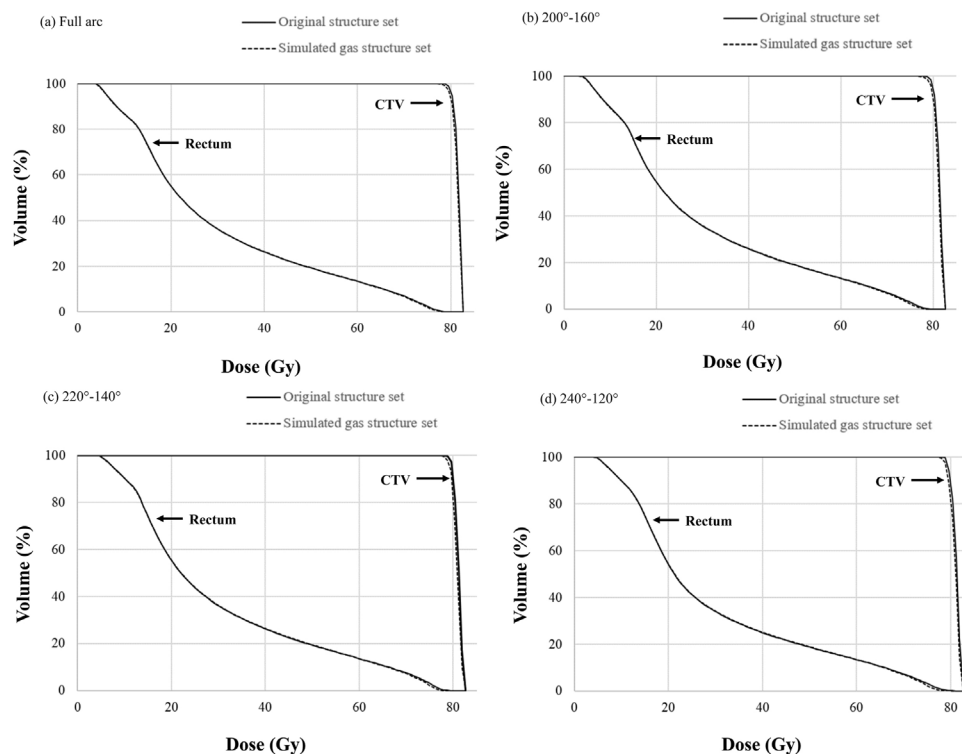 (a) Full arc
Original structure set
Simulated gas structure set
100
80
60
40
20
0
Volume (%)
CTV
Rectum
0 20 40 60 80
Dose (Gy)
(b) 200°-160°
Original structure set
Simulated gas structure set
100
80
60
40
20
0
Volume (%)
CTV
Rectum
0 20 40 60 80
Dose (Gy)
(c) 220°-140°
Original structure set
Simulated gas structure set
100
80
60
40
20
0
Volume (%)
CTV
Rectum
0 20 40 60 80
Dose (Gy)
(d) 240°-120°
Original structure set
Simulated gas structure set
100
80
60
40
20
0
Volume (%)
CTV
Rectum
0 20 40 60 80
Dose (Gy)